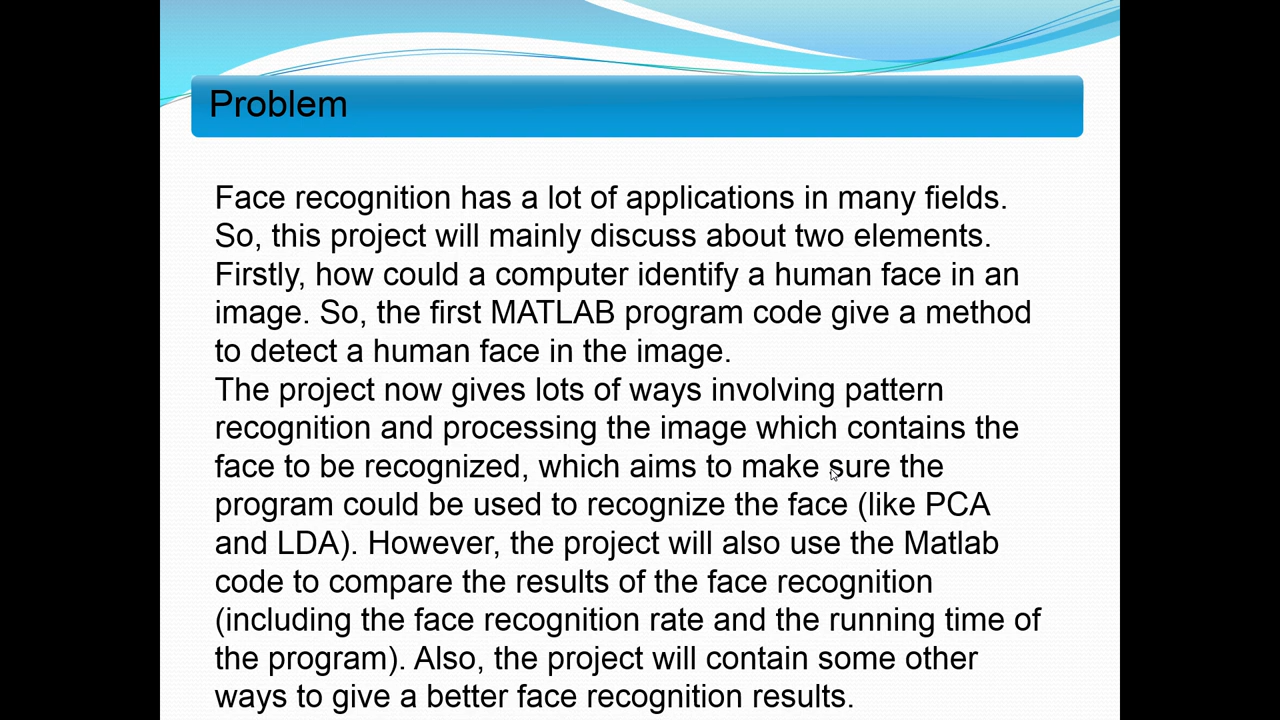 Problem
Face recognition has a lot of applications in many fields.
So, this project will mainly discuss about two elements.
Firstly, how could a computer identify a human face in an
image. So, the first MATLAB program code give a method
to detect a human face in the image.
The project now gives lots of ways involving pattern
recognition and processing the image which contains the
face to be recognized, which aims to make sure the
program could be used to recognize the face (like PCA
and LDA). However, the project will also use the Matlab
code to compare the results of the face recognition
(including the face recognition rate and the running time of
the program). Also, the project will contain some other
ways to give a better face recognition results.